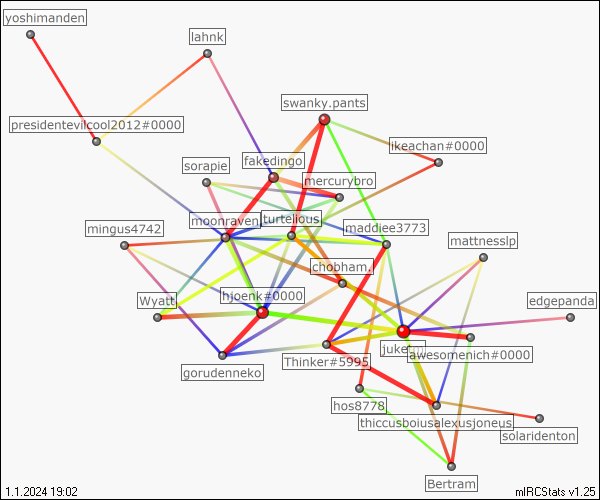 yoshimanden
lahnk
swanky.pants
presidentevilcool2012#0000
ikeachan#0000
fakedingo
sorapie
mercurybro
moonraven
turtelious
maddiee3773
mingus4742
mattnesslp
chobham.
Wyatt
hjoenk#0000
edgepanda
awesomenich#0000
Thinker#5995
gorudenneko
hos8778
thiccusboiusalexusjoneus
solaridenton
Bertram
1.1.2024 19:02
mIRCStats v1.25